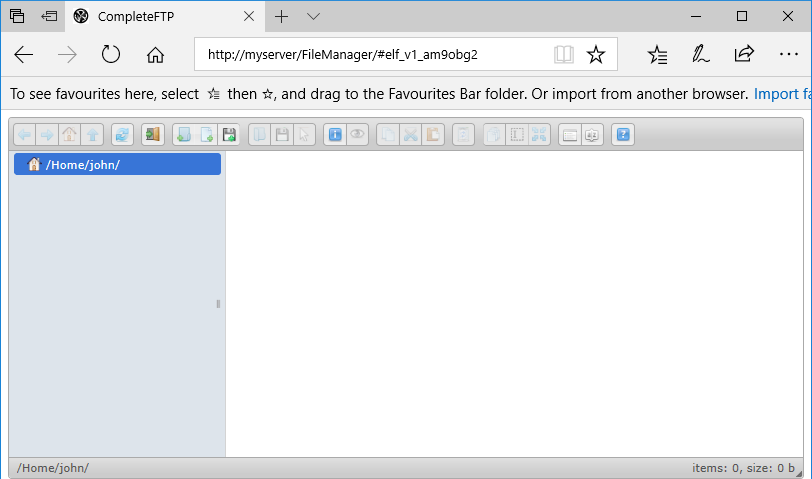 CompleteFTP
http://myserver/FileManager/#elf_v1_am9obg2
To see favourites here, select then , and drag to the Favourites Bar folder. Or import from another browser. Import fa
/Home/john/
/Home/john/
items: 0, size: 0 b